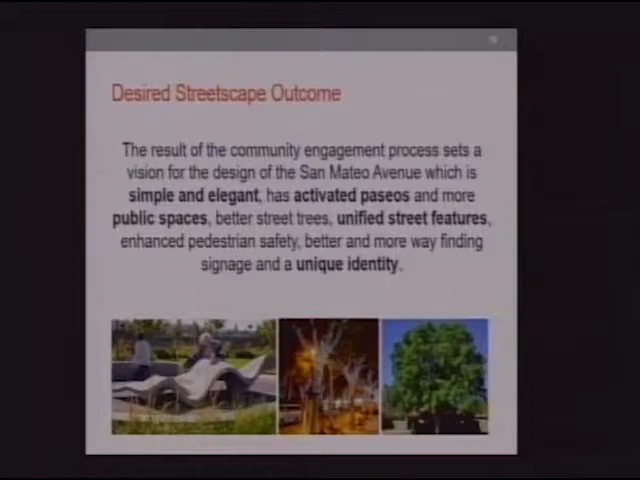 Desired Streetscape Outcome
The result of the community engagement process sets a
vision for the design of the San Mateo Avenue which is
simple and elegant, has activated paseos and more
public spaces, better street trees, unified street features,
enhanced pedestrian safety, better and more way finding
signage and a unique identity.